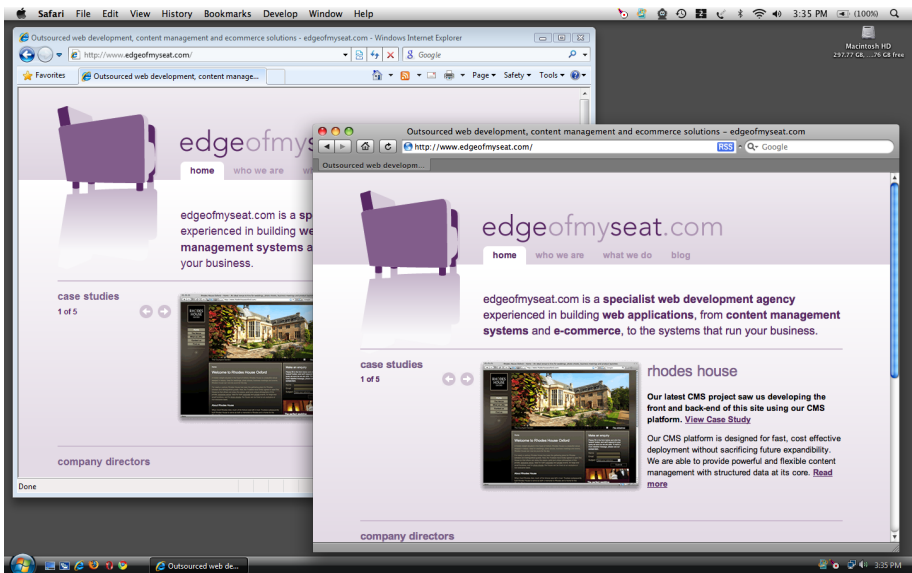 Safari File Edit View History Bookmarks Develop Window Help 3:35 PM (100%)
Macintosh HD
Outsourced web development, content management and ecommerce solutions - edgeofmyseat.com - Windows Internet Explorer
http://www.edgeofmyseat.com/ Google
Favorites Outsourced web development, content manage... Page Safety Tools
edgeofmys
home who we are
edgeofmyseat.com is a
experienced in building
management systems
your business.
case studies
1 of 5
company directors
Done
Outsourced web development, content management and ecommerce solutions – edgeofmyseat.com
http://www.edgeofmyseat.com/ RSS Google
Outsourced web developm...
edgeofmyseat.com
home who we are what we do blog
edgeofmyseat.com is a specialist web development agency
experienced in building web applications, from content management
systems and e-commerce, to the systems that run your business.
case studies
1 of 5
RHODES HOUSE
Welcome to Rhodes House Oxford
rhodes house
Our latest CMS project saw us developing the
front and back-end of this site using our CMS
platform. View Case Study
Our CMS platform is designed for fast, cost effective
deployment without sacrificing future expandibility.
We are able to provide powerful and flexible content
management with structured data at its core. Read
more
company directors
Outsourced web de... 3:35 PM